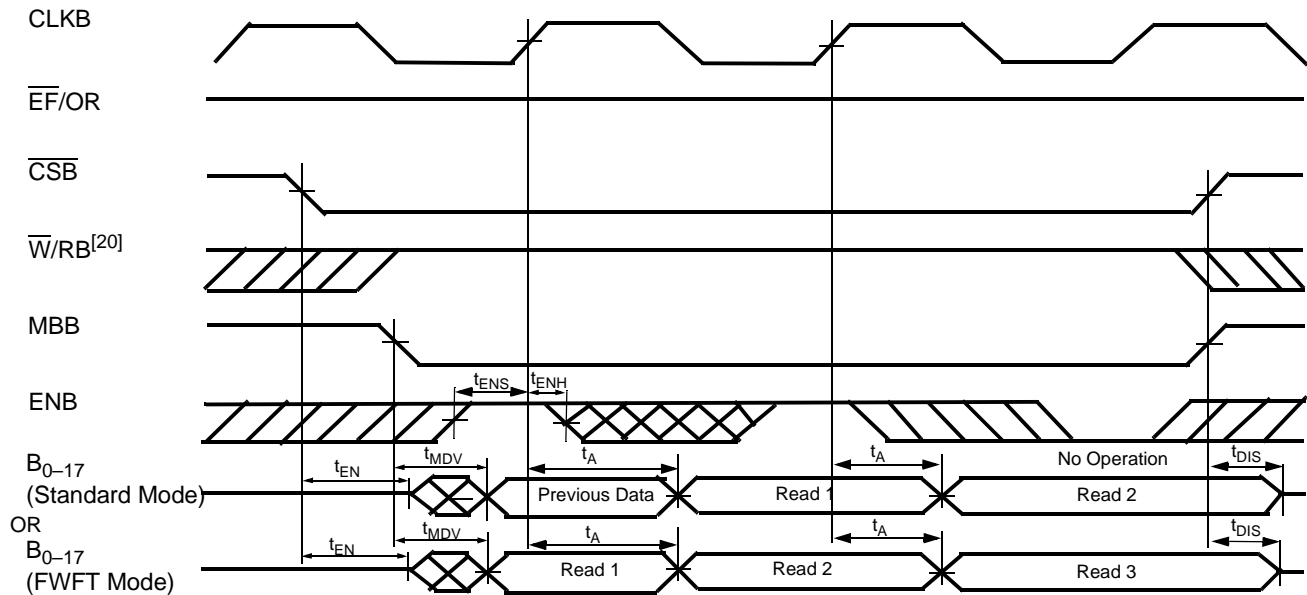 CLKB
EF/OR
CSB
W/RB[20]
MBB
tENS
tENH
ENB
No Operation
B0–17
(Standard Mode)
tEN
tMDV
tA
tA
tDIS
Previous Data
Read 1
Read 2
OR
B0–17
(FWFT Mode)
tEN
tMDV
tA
tA
tDIS
Read 1
Read 2
Read 3